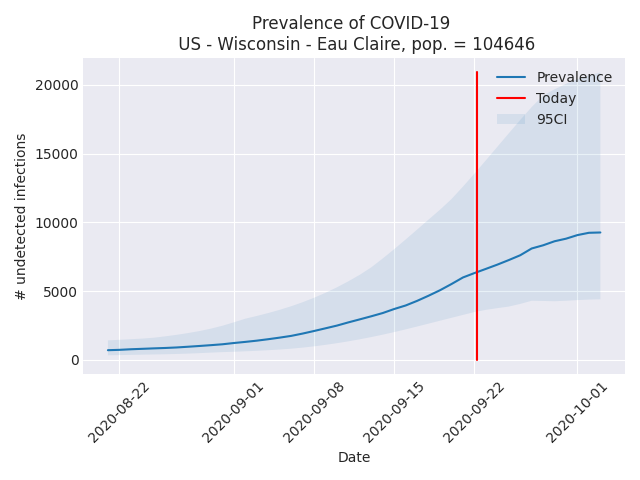 Prevalence of COVID-19
US - Wisconsin - Eau Claire, pop. = 104646
# undetected infections
20000
15000
10000
5000
0
Prevalence
Today
95CI
2020-08-22
2020-09-01
2020-09-08
2020-09-15
2020-09-22
2020-10-01
Date